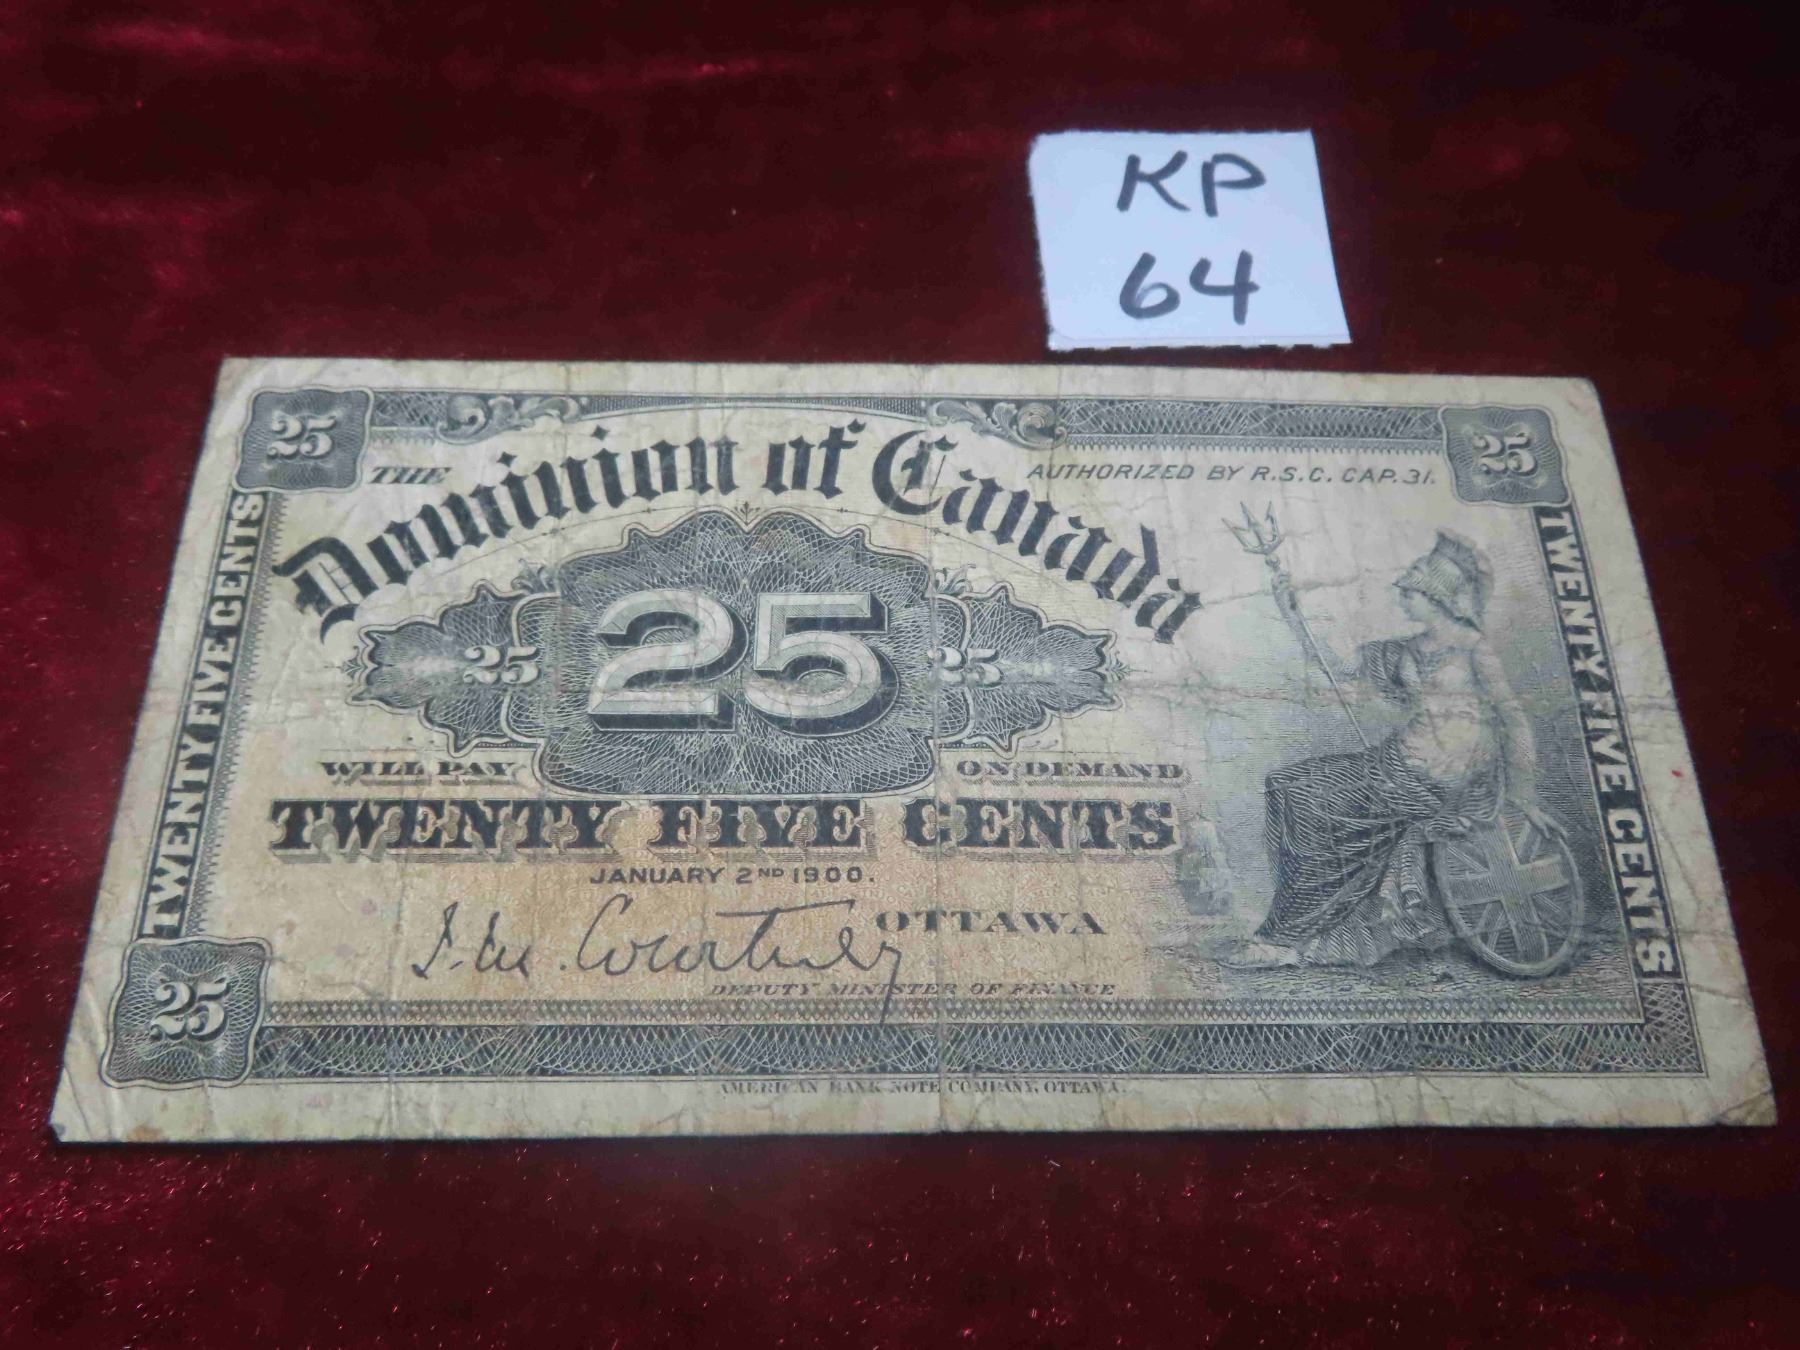 KP
64
25
25
THE Dominion of Canada
AUTHORIZED BY R.S.C. CAP. 31.
TWENTY FIVE CENTS
TWENTY FIVE CENTS
25 25 25
WILL PAY ON DEMAND
TWENTY FIVE CENTS
JANUARY 2ND 1900.
J. M. Courtney OTTAWA
DEPUTY MINISTER OF FINANCE
25
AMERICAN BANK NOTE COMPANY, OTTAWA.